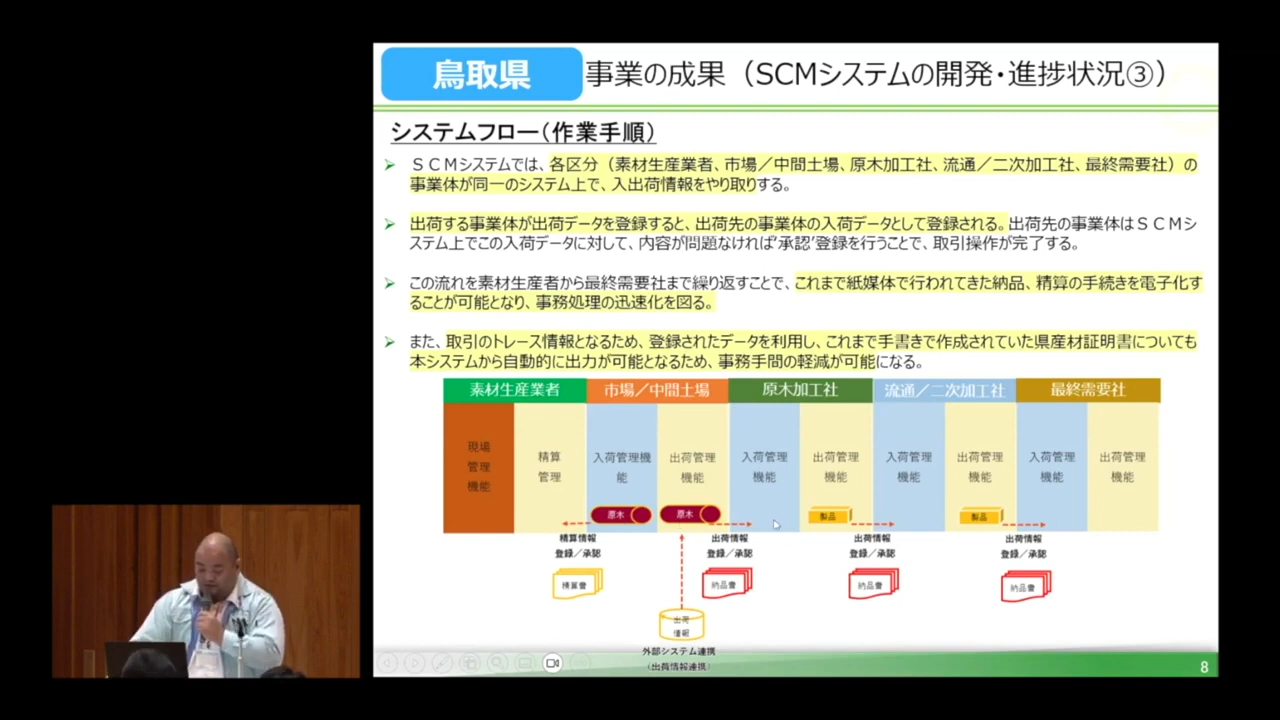 鳥取県 事業の成果（SCMシステムの開発・進捗状況③）
システムフロー（作業手順）
ＳＣＭシステムでは、各区分（素材生産業者、市場／中間土場、原木加工社、流通／二次加工社、最終需要社）の
事業体が同一のシステム上で、入出荷情報をやり取りする。
出荷する事業体が出荷データを登録すると、出荷先の事業体の入荷データとして登録される。出荷先の事業体はＳＣＭシ
ステム上でこの入荷データに対して、内容が問題なければ'承認'登録を行うことで、取引操作が完了する。
この流れを素材生産者から最終需要社まで繰り返すことで、これまで紙媒体で行われてきた納品、精算の手続きを電子化す
ることが可能となり、事務処理の迅速化を図る。
また、取引のトレース情報となるため、登録されたデータを利用し、これまで手書きで作成されていた県産材証明書についても
本システムから自動的に出力が可能となるため、事務手間の軽減が可能になる。
素材生産業者 市場／中間土場 原木加工社 流通／二次加工社 最終需要社
現場
管理
機能
精算
管理
入荷管理機
能
出荷管理
機能
入荷管理
機能
出荷管理
機能
入荷管理
機能
出荷管理
機能
入荷管理
機能
出荷管理
機能
原木 原木 製品 製品
精算情報
登録／承認
出荷情報
登録／承認
出荷情報
登録／承認
出荷情報
登録／承認
精算書 納品書 納品書 納品書
出荷
情報
外部システム連携
（出荷情報連携）
8